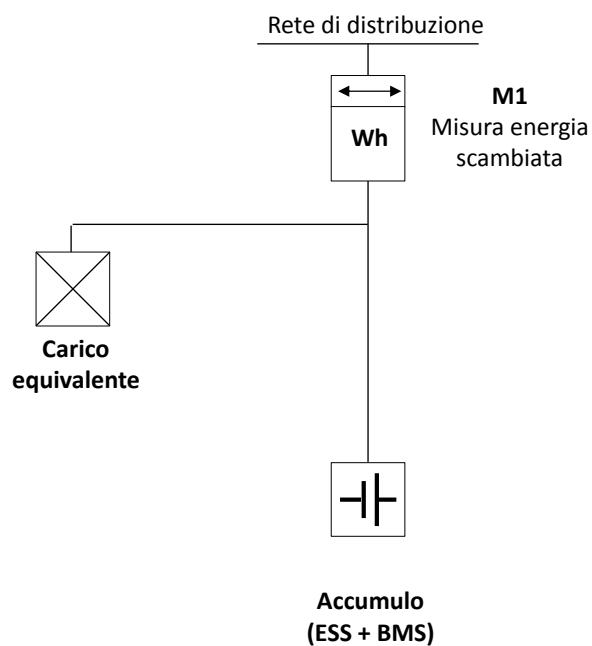 Rete di distribuzione
M1
Misura energia
scambiata
Wh
Carico
equivalente
Accumulo
(ESS + BMS)